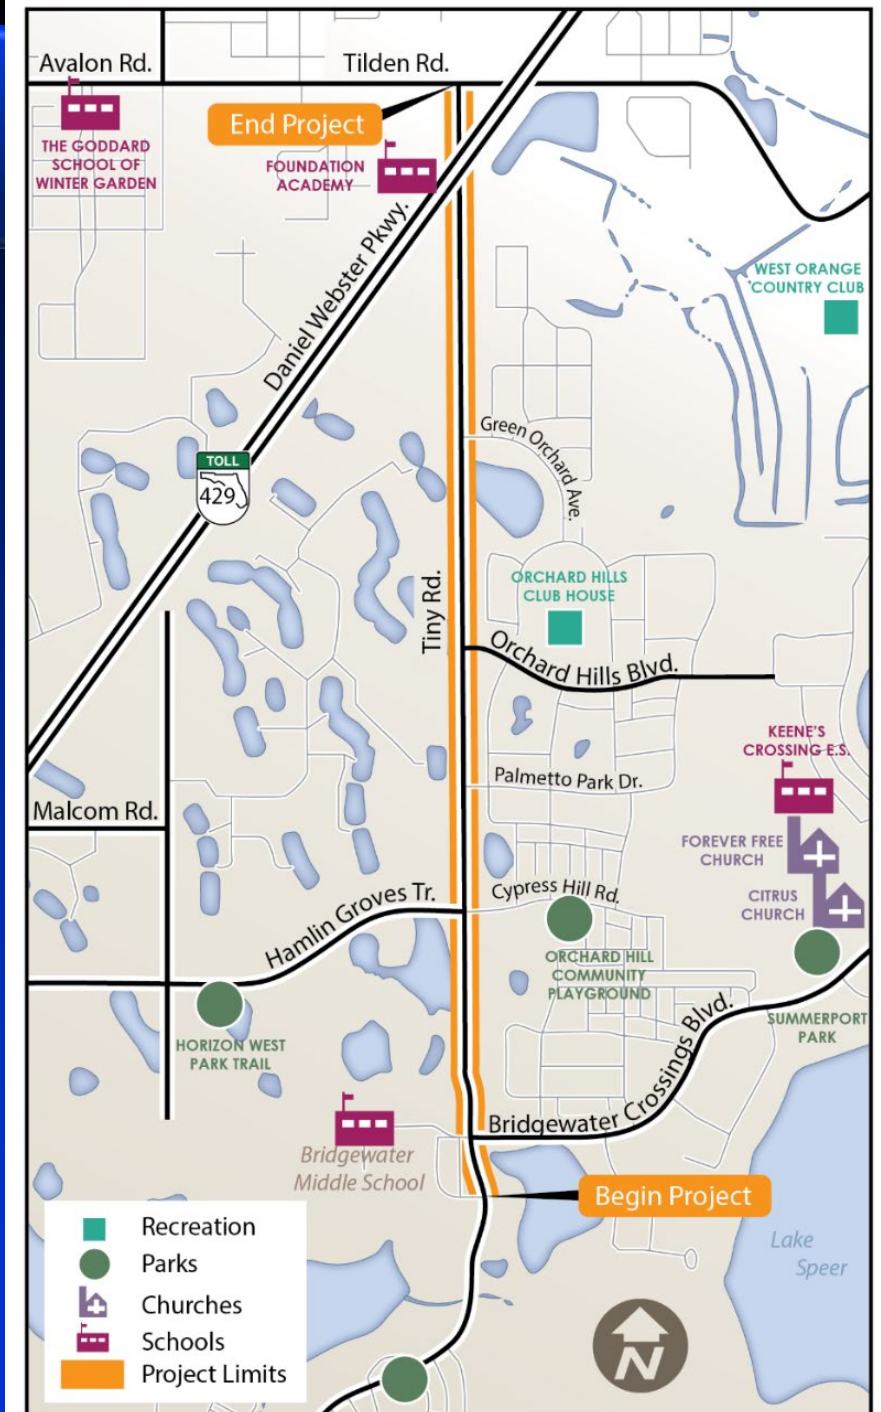 Avalon Rd.
Tilden Rd.
End Project
THE GODDARD
SCHOOL OF
WINTER GARDEN
FOUNDATION
ACADEMY
Daniel Webster Pkwy.
WEST ORANGE
COUNTRY CLUB
Green Orchard Ave.
TOLL
429
Tiny Rd.
ORCHARD HILLS
CLUB HOUSE
Orchard Hills Blvd.
KEENE'S
CROSSING E.S.
Palmetto Park Dr.
Malcom Rd.
FOREVER FREE
CHURCH
Cypress Hill Rd.
CITRUS
CHURCH
Hamlin Groves Tr.
ORCHARD HILL
COMMUNITY
PLAYGROUND
SUMMERPORT
PARK
HORIZON WEST
PARK TRAIL
Bridgewater Crossings Blvd.
Bridgewater
Middle School
Begin Project
Lake
Speer
Recreation
Parks
Churches
Schools
Project Limits
N